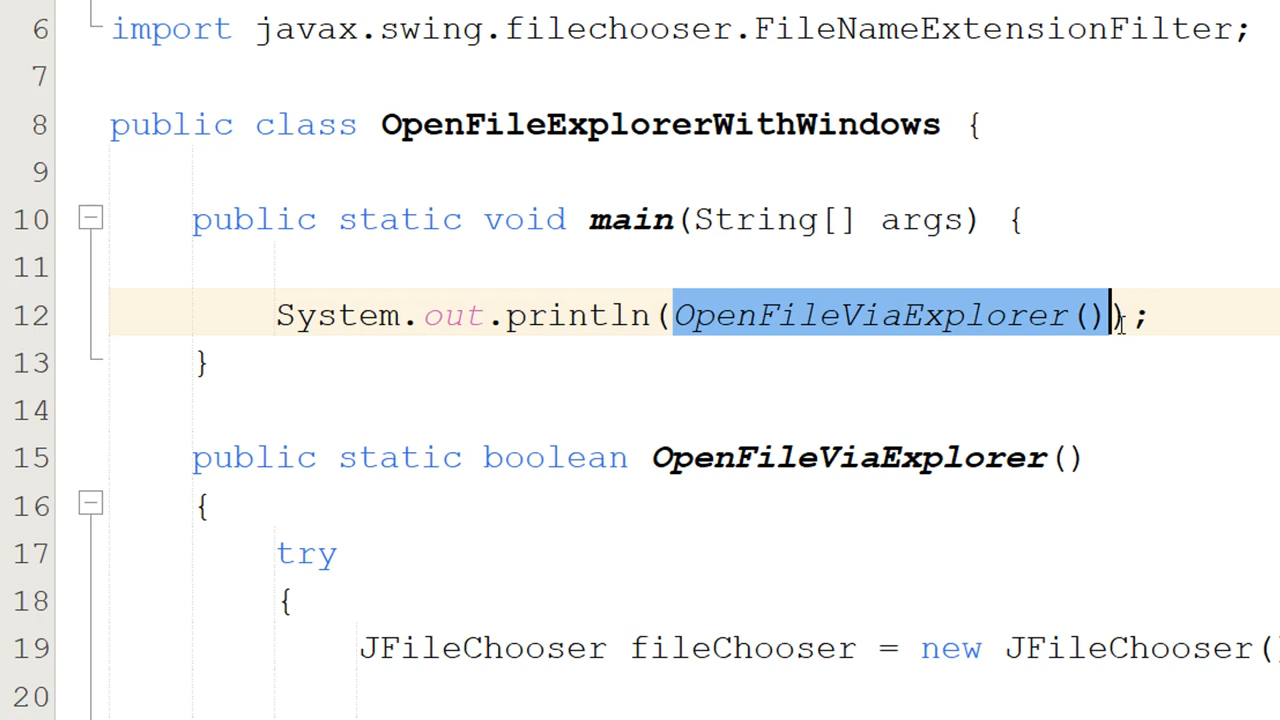 6 import javax.swing.filechooser.FileNameExtensionFilter;
7
8 public class OpenFileExplorerWithWindows {
9
10 public static void main(String[] args) {
11
12 System.out.println(OpenFileViaExplorer());
13 }
14
15 public static boolean OpenFileViaExplorer()
16 {
17 try
18 {
19 JFileChooser fileChooser = new JFileChooser(
20